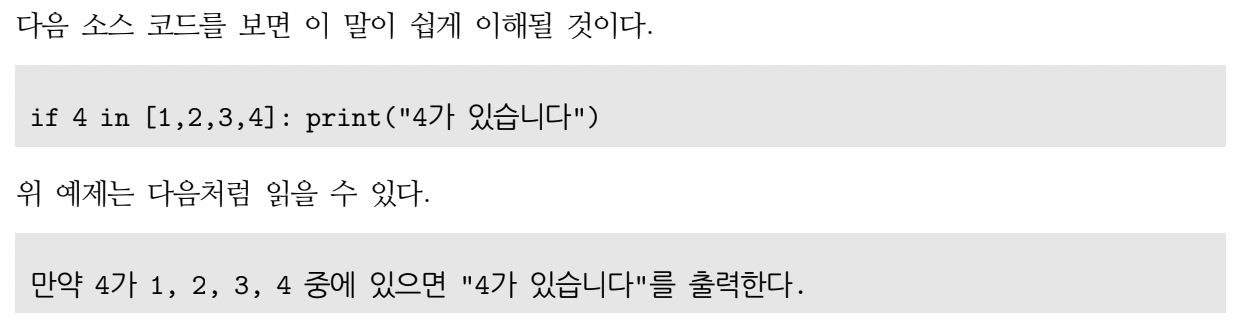 다음 소스 코드를 보면 이 말이 쉽게 이해될 것이다.
if 4 in [1,2,3,4]: print("4가 있습니다")
위 예제는 다음처럼 읽을 수 있다.
만약 4가 1, 2, 3, 4 중에 있으면 "4가 있습니다"를 출력한다.